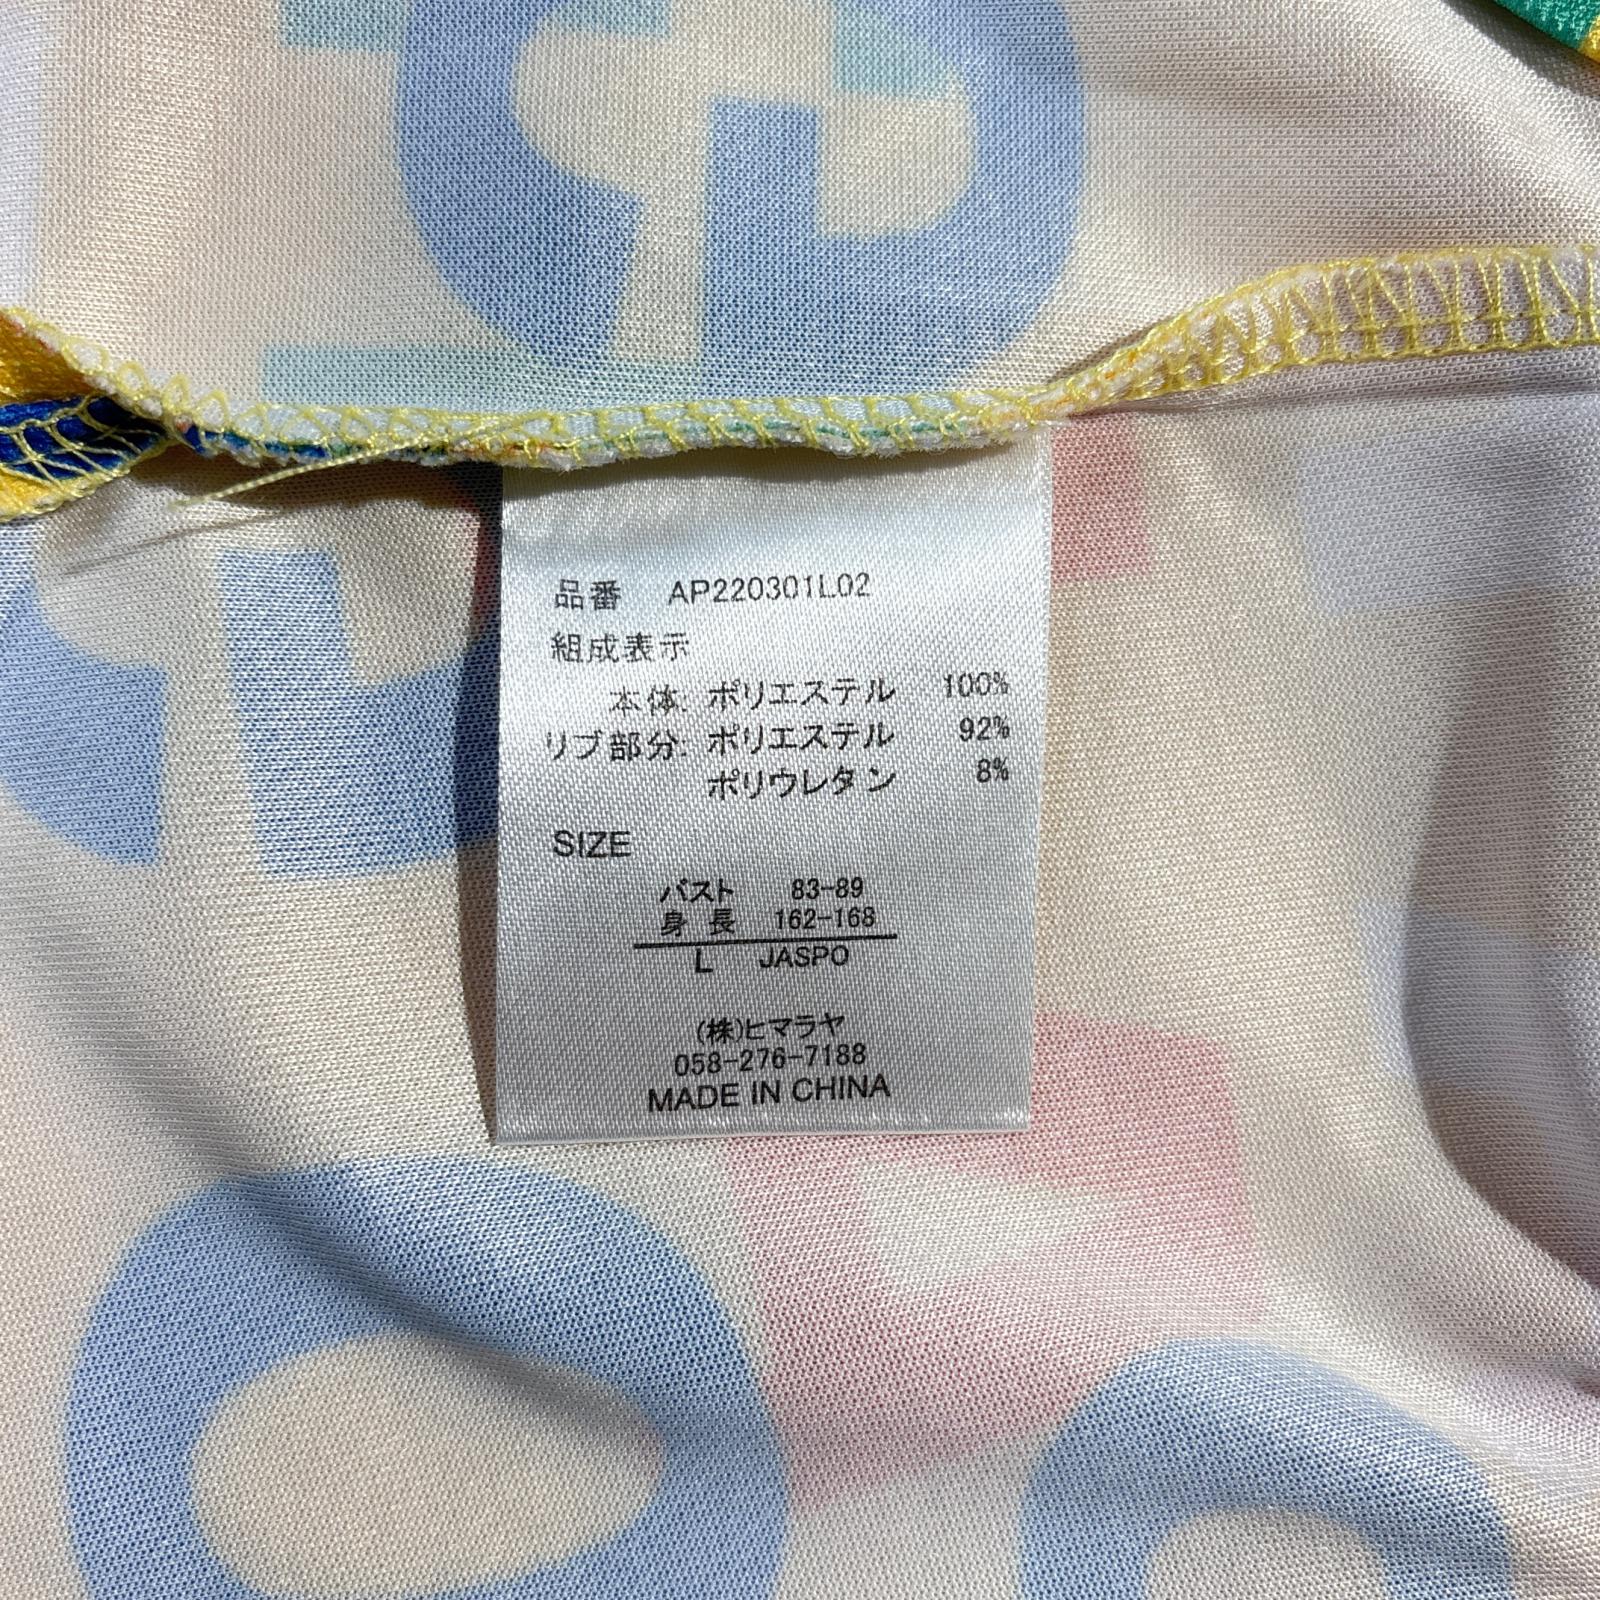 品番 AP220301L02
組成表示
本体: ポリエステル 100%
リブ部分: ポリエステル 92%
ポリウレタン 8%
SIZE
バスト 83-89
身長 162-168
L JASPO
(株)ヒマラヤ
058-276-7188
MADE IN CHINA